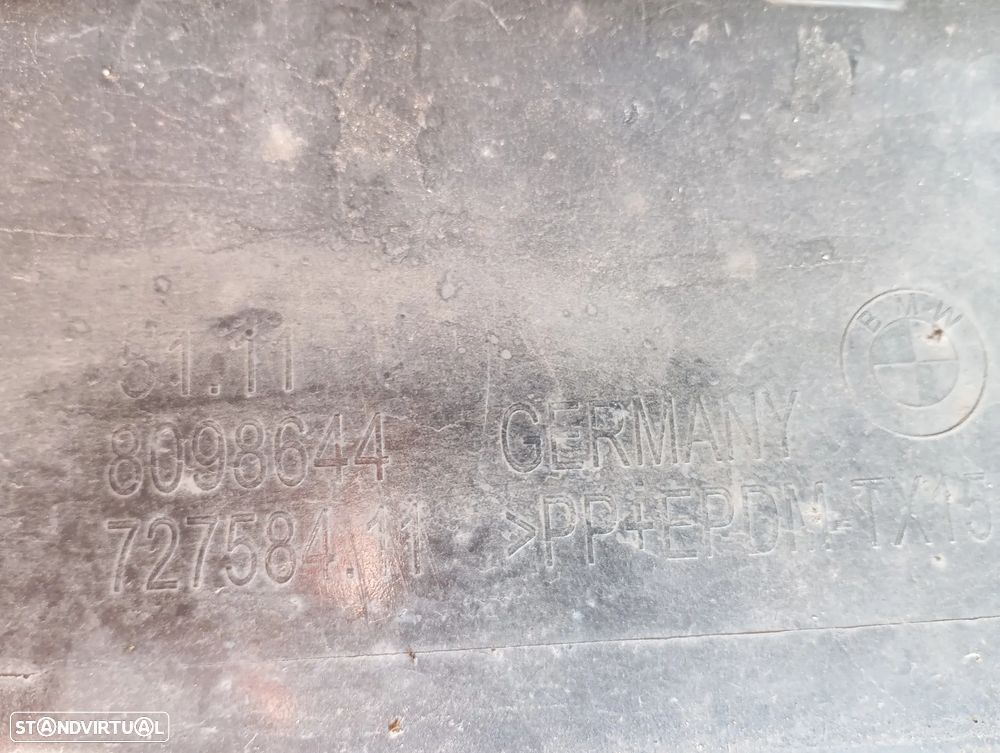 BMW
51.11
8098644 GERMANY
727584.11 >PP+EPDM-TX15
STANDVIRTUAL